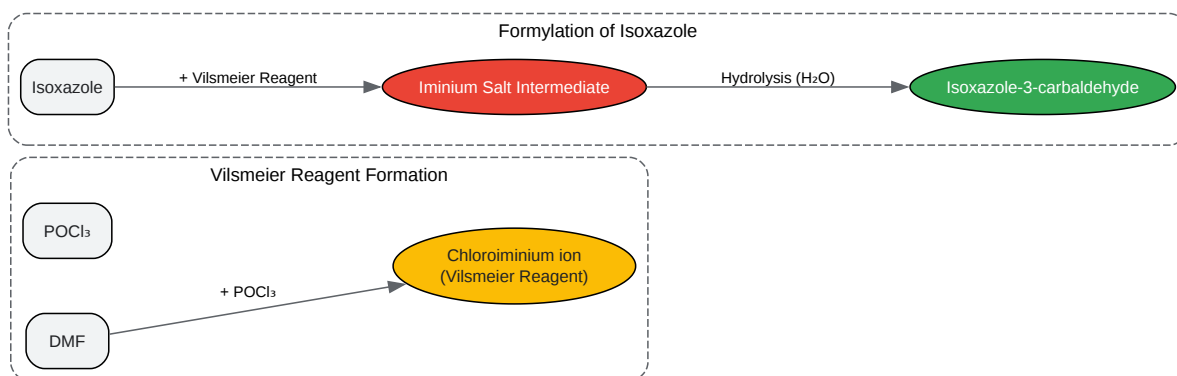 Formylation of Isoxazole
Isoxazole
+ Vilsmeier Reagent
Iminium Salt Intermediate
Hydrolysis (H₂O)
Isoxazole-3-carbaldehyde
Vilsmeier Reagent Formation
POCl₃
Chloroiminium ion
(Vilsmeier Reagent)
+ POCl₃
DMF